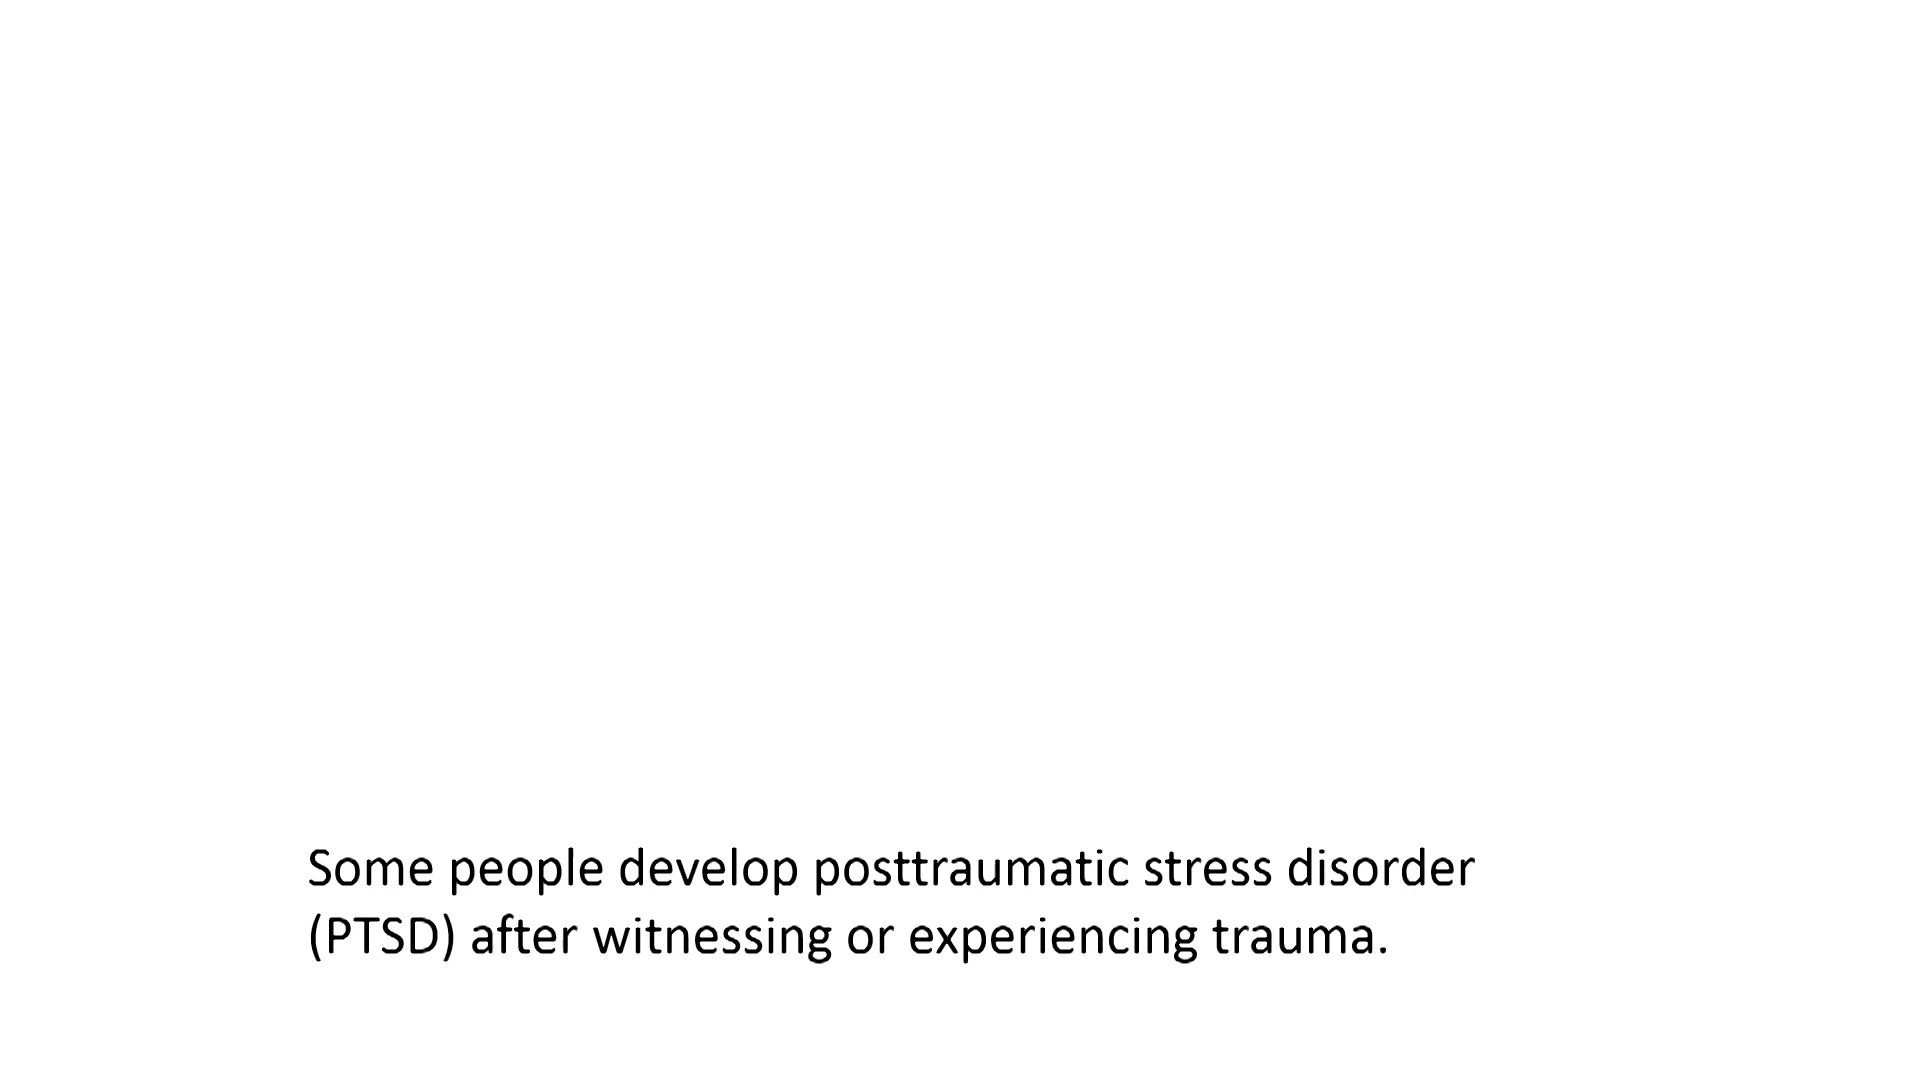 Some people develop posttraumatic stress disorder
(PTSD) after witnessing or experiencing trauma.